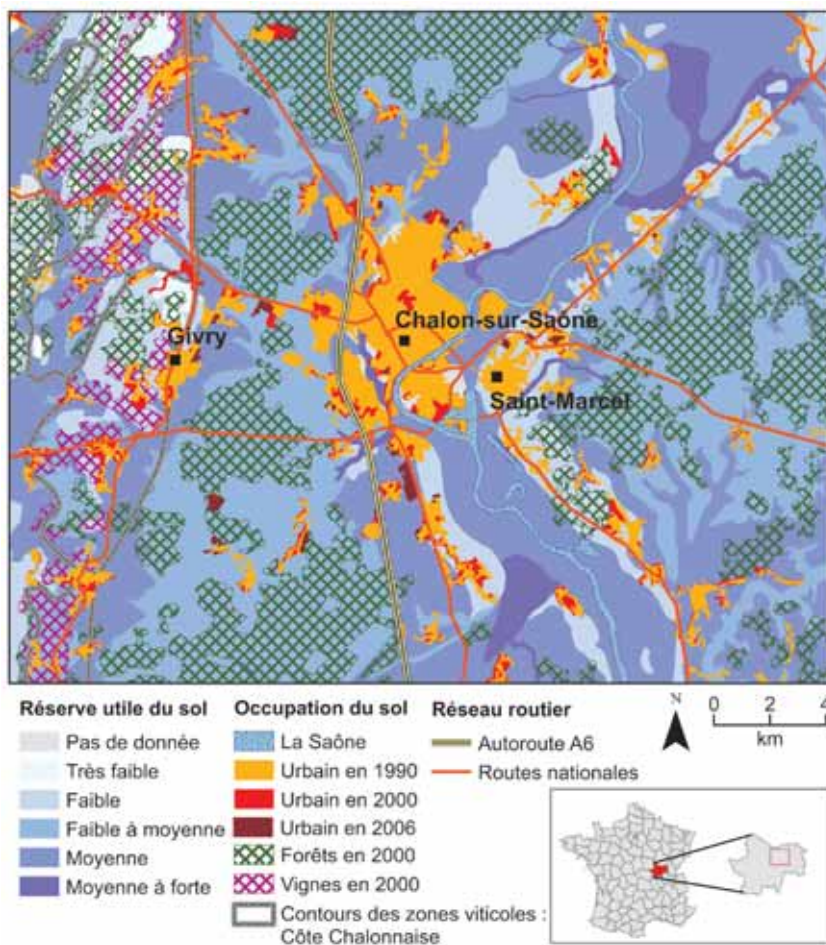 Givry
Chalon-sur-Saône
Saint-Marcel
Réserve utile du sol
Pas de donnée
Très faible
Faible
Faible à moyenne
Moyenne
Moyenne à forte
Occupation du sol
La Saône
Urbain en 1990
Urbain en 2000
Urbain en 2006
Forêts en 2000
Vignes en 2000
Contours des zones viticoles :
Côte Chalonnaise
Réseau routier
Autoroute A6
Routes nationales
N
0 2 4
km